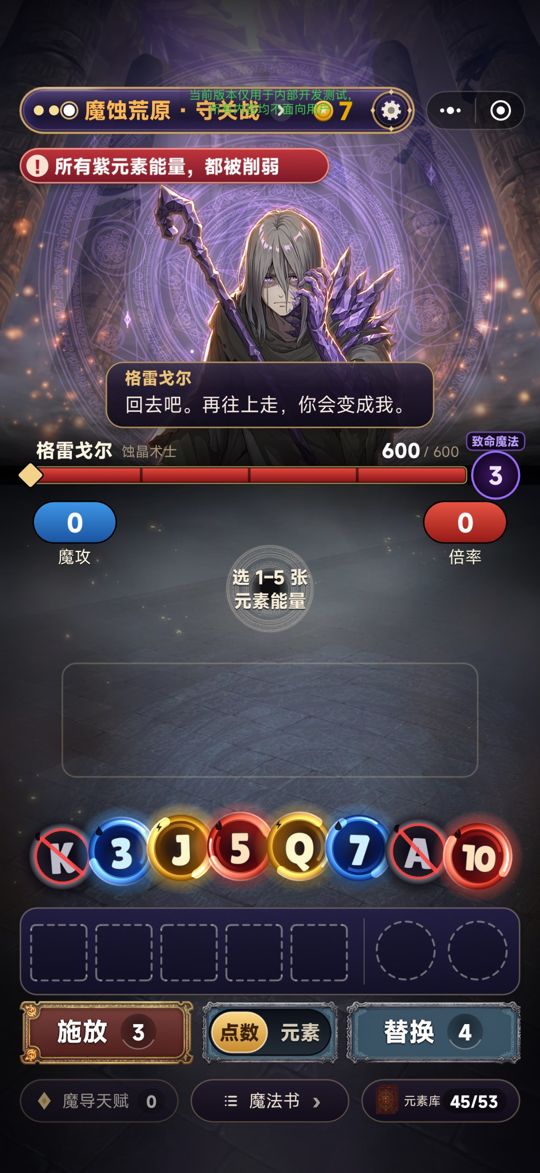 当前版本仅用于内部开发测试,
魔蚀荒原 · 守关战 › 7
所有紫元素能量，都被削弱
格雷戈尔
回去吧。再往上走，你会变成我。
格雷戈尔 蚀晶术士 600 / 600
致命魔法
3
0 0
魔攻 倍率
选 1-5 张
元素能量
K 3 J 5 Q 7 A 10
施放 3 点数 元素 替换 4
魔导天赋 0 魔法书 › 元素库 45/53